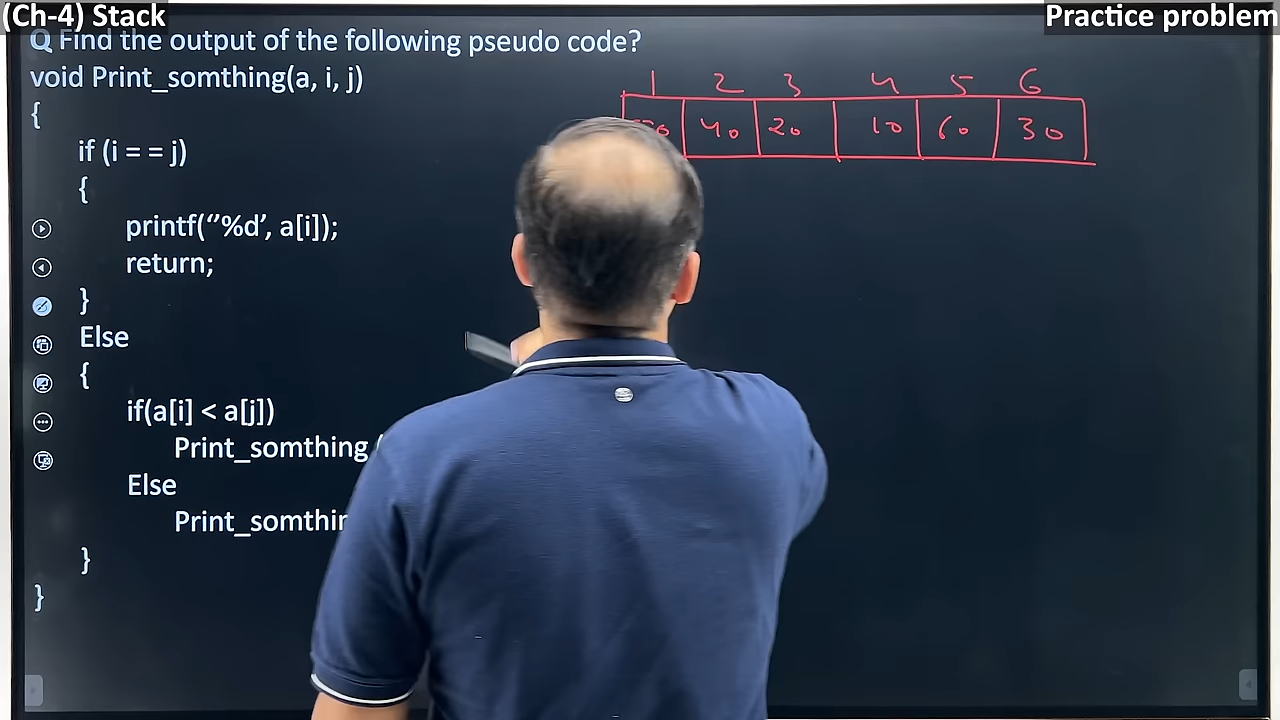 (Ch-4) Stack
Practice problem
Q Find the output of the following pseudo code?
void Print_somthing(a, i, j)
{
if (i = = j)
{
printf(“%d’, a[i]);
return;
}
Else
{
if(a[i] < a[j])
Print_somthing
Else
}
}
1 2 3 4 5 6
40 20 10 60 30